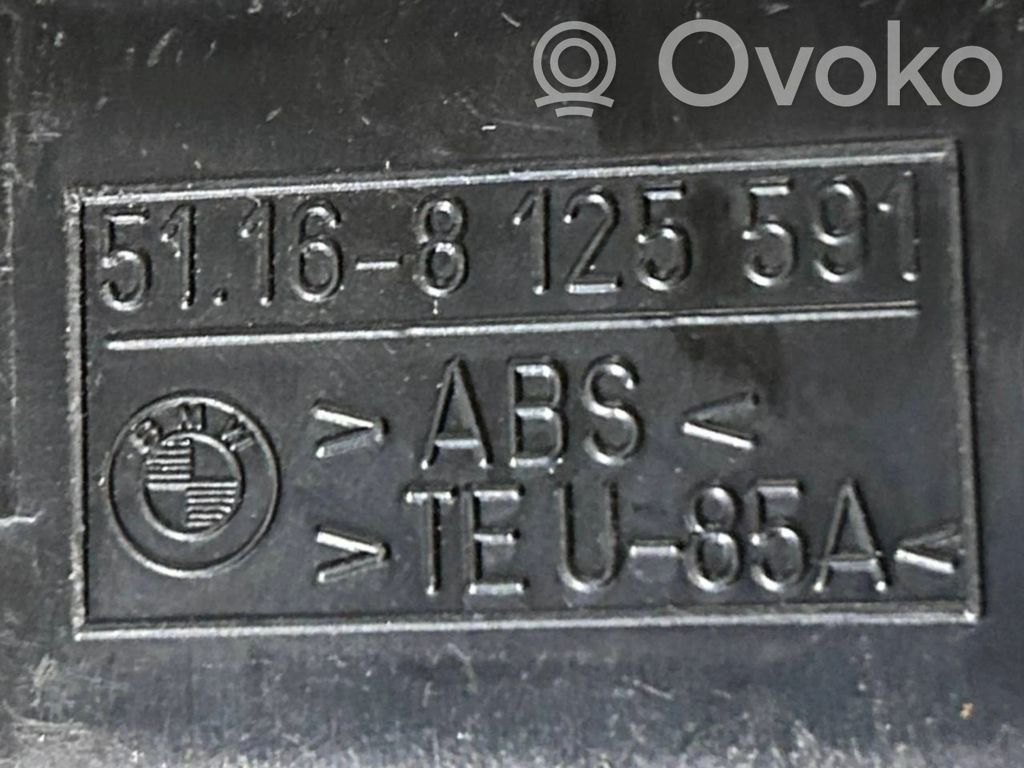 Ovoko
51.16-8 125 591
BMW
> ABS <
> TEU-85A <